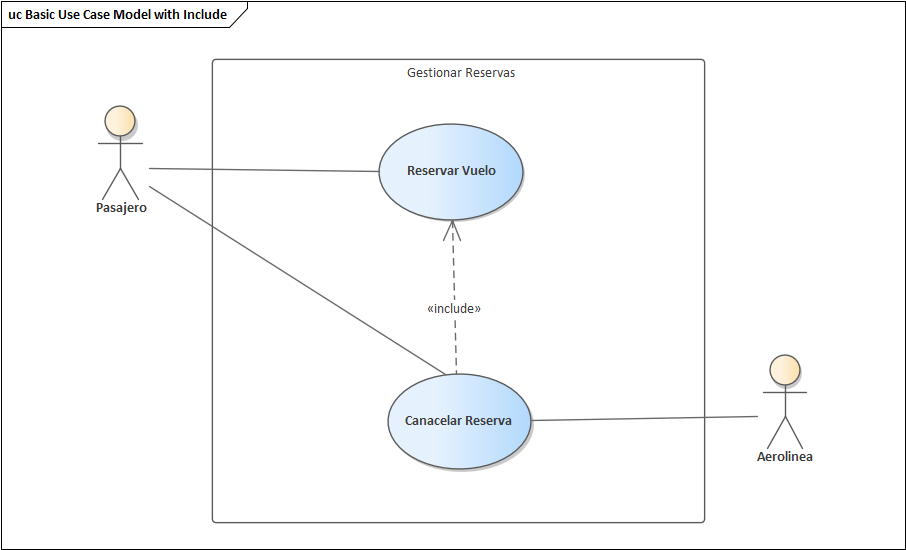 uc Basic Use Case Model with Include
Gestionar Reservas
Reservar Vuelo
Pasajero
«include»
Canacelar Reserva
Aerolinea